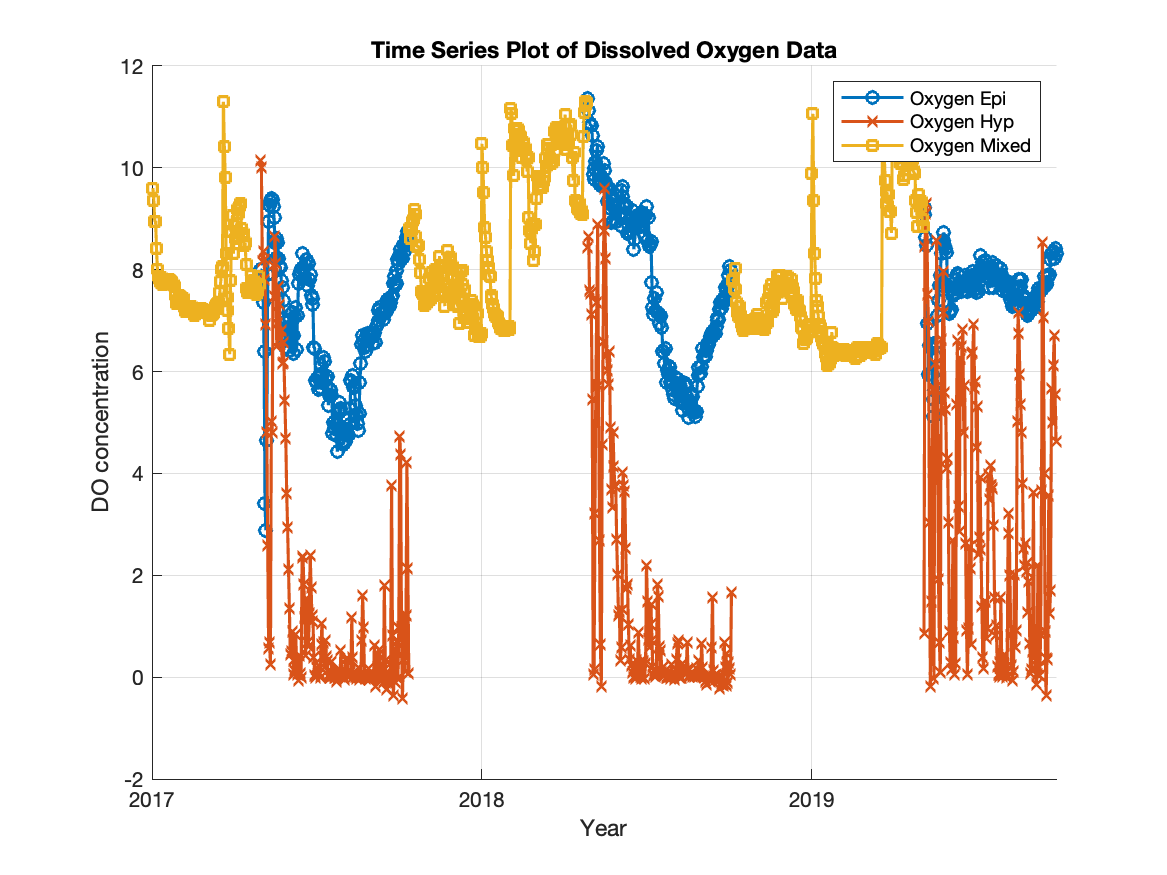 Time Series Plot of Dissolved Oxygen Data
12
10
8
6
4
2
0
-2
DO concentration
Oxygen Epi
Oxygen Hyp
Oxygen Mixed
2017
2018
2019
Year